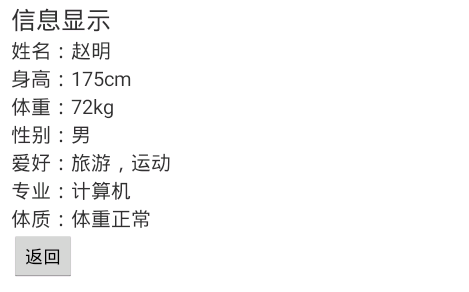 信息显示
姓名：赵明
身高：175cm
体重：72kg
性别：男
爱好：旅游，运动
专业：计算机
体质：体重正常
返回